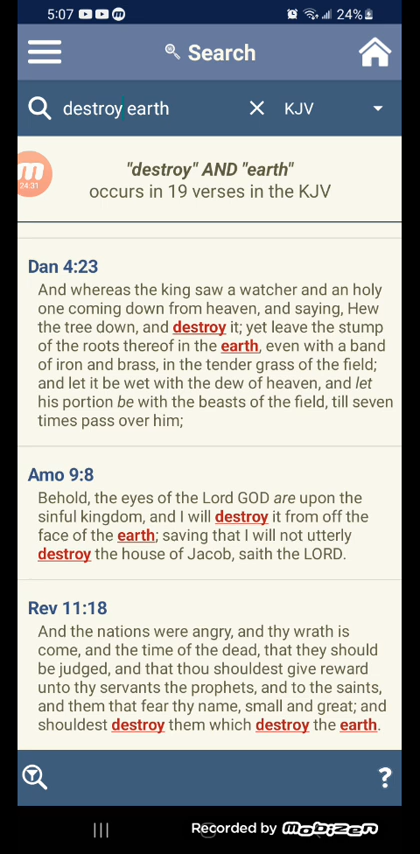 5:07 24%
Search
destroy earth KJV
24:31
"destroy" AND "earth"
occurs in 19 verses in the KJV
Dan 4:23
And whereas the king saw a watcher and an holy
one coming down from heaven, and saying, Hew
the tree down, and destroy it; yet leave the stump
of the roots thereof in the earth, even with a band
of iron and brass, in the tender grass of the field;
and let it be wet with the dew of heaven, and let
his portion be with the beasts of the field, till seven
times pass over him;
Amo 9:8
Behold, the eyes of the Lord GOD are upon the
sinful kingdom, and I will destroy it from off the
face of the earth; saving that I will not utterly
destroy the house of Jacob, saith the LORD.
Rev 11:18
And the nations were angry, and thy wrath is
come, and the time of the dead, that they should
be judged, and that thou shouldest give reward
unto thy servants the prophets, and to the saints,
and them that fear thy name, small and great; and
shouldest destroy them which destroy the earth.
?
Recorded by mobizen